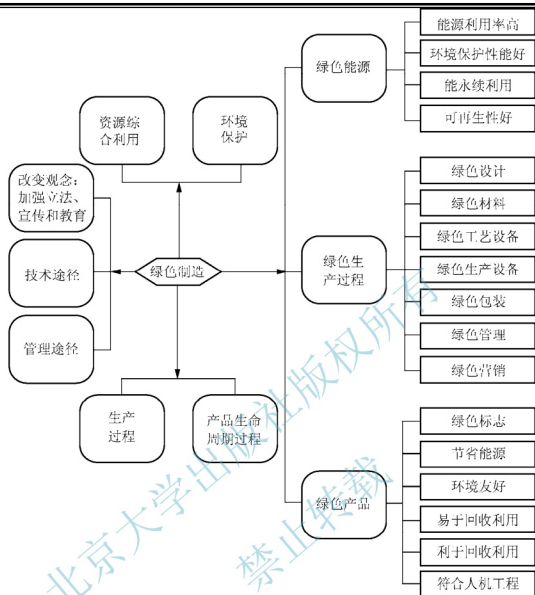 能源利用率高
环境保护性能好
能永续利用
可再生性好
绿色能源
资源综
合利用
环境
保护
改变观念：
加强立法、
宣传和教育
技术途径
管理途径
绿色制造
绿色生
产过程
绿色设计
绿色材料
绿色工艺设备
绿色生产设备
绿色包装
绿色管理
绿色营销
生产
过程
产品生命
周期过程
绿色产品
绿色标志
节省能源
环境友好
易于回收利用
利于回收利用
符合人机工程
北京大学出版社版权所有
禁止转载